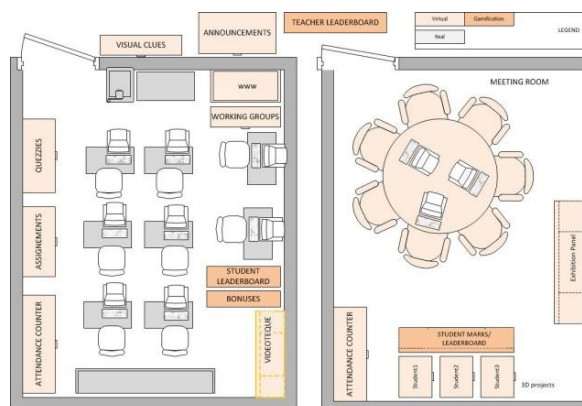 TEACHER LEADERBOARD
ANNOUNCEMENTS
VISUAL CLUES
Virtual
Gamification
Real
LEGEND
WWW
WORKING GROUPS
QUEZZIES
ASSIGNEMENTS
ATTENDANCE COUNTER
STUDENT
LEADERBOARD
BONUSES
VIDEOTEQUE
MEETING ROOM
Exhibition Panel
ATTENDANCE COUNTER
STUDENT MARKS/
LEADERBOARD
Student1
Student2
Student3
3D projects